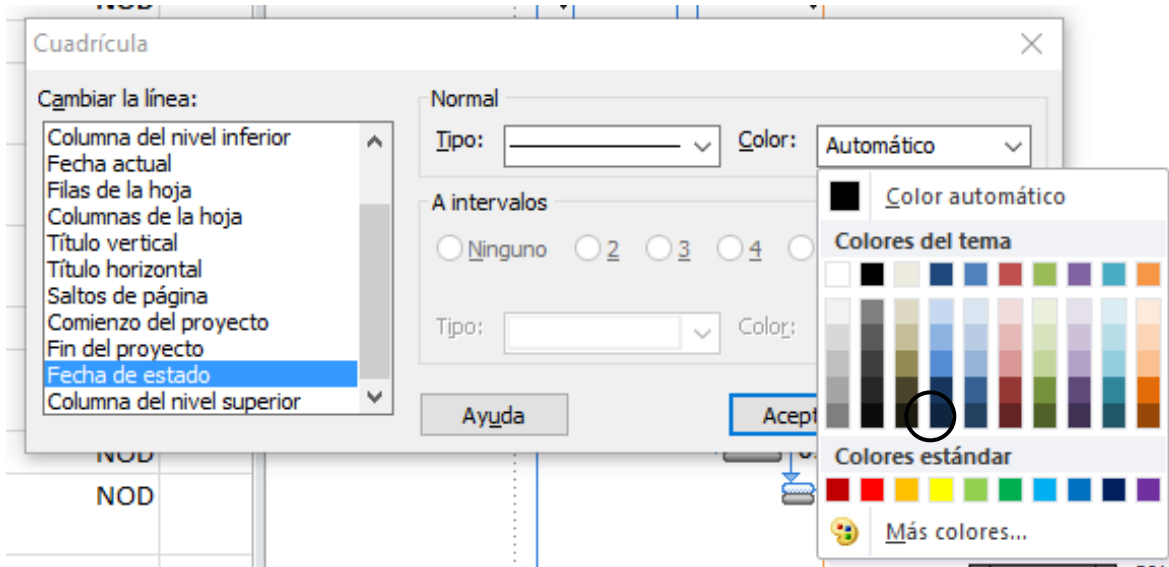 NOD
Cuadrícula
Cambiar la línea:
Columna del nivel inferior
Fecha actual
Filas de la hoja
Columnas de la hoja
Título vertical
Título horizontal
Saltos de página
Comienzo del proyecto
Fin del proyecto
Fecha de estado
Columna del nivel superior
Normal
Tipo:
Color:
Automático
A intervalos
Ninguno 2 3 4
Tipo:
Color:
Ayuda
Acept
Color automático
Colores del tema
Colores estándar
Más colores...
NOD
NOD